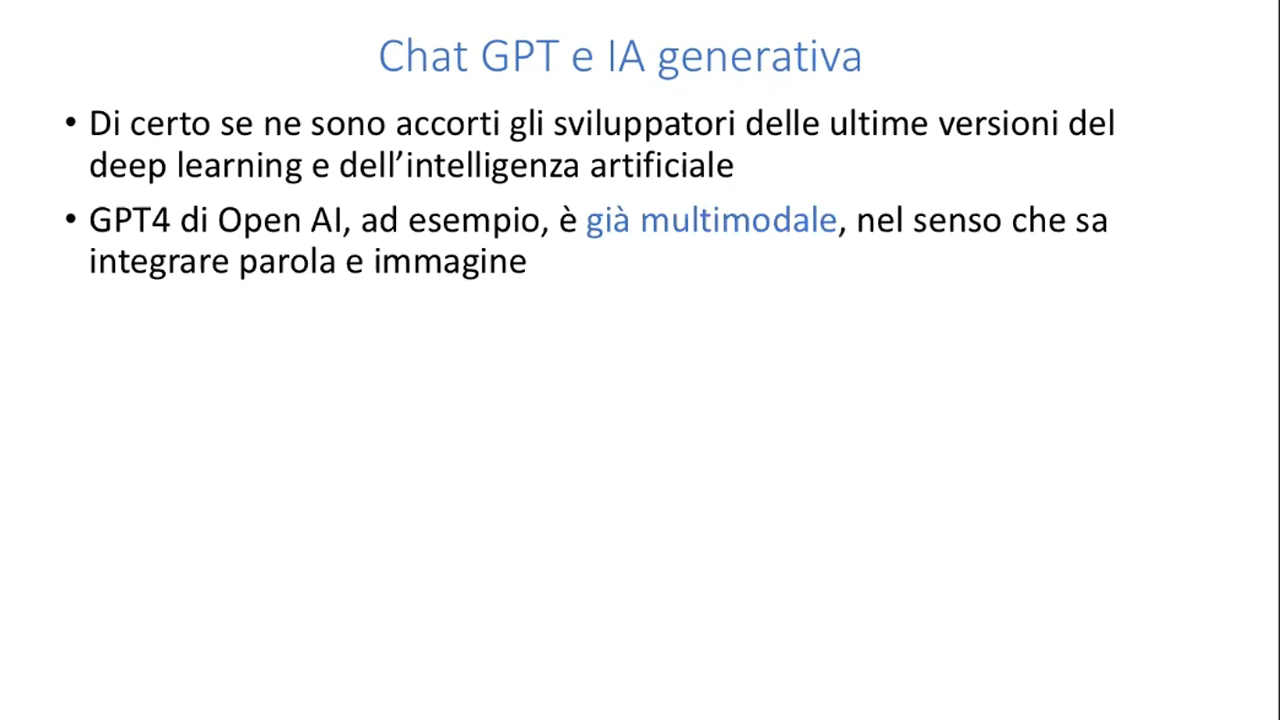 Chat GPT e IA generativa
• Di certo se ne sono accorti gli sviluppatori delle ultime versioni del
deep learning e dell’intelligenza artificiale
• GPT4 di Open AI, ad esempio, è già multimodale, nel senso che sa
integrare parola e immagine